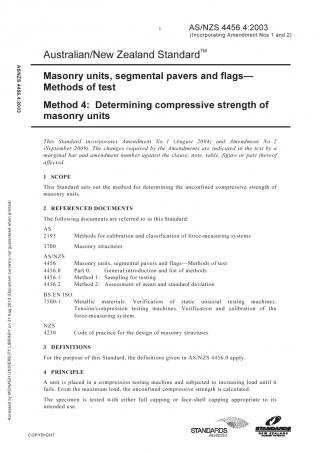 1
AS/NZS 4456.4:2003
(Incorporating Amendment Nos 1 and 2)
Australian/New Zealand Standard™
Masonry units, segmental pavers and flags—
Methods of test
Method 4: Determining compressive strength of
masonry units
This Standard incorporates Amendment No. 1 (August 2004) and Amendment No. 2
(September 2009). The changes required by the Amendments are indicated in the text by a
marginal bar and amendment number against the clause, note, table, figure or part thereof
affected.
1 SCOPE
This Standard sets out the method for determining the unconfined compressive strength of
masonry units.
2 REFERENCED DOCUMENTS
The following documents are referred to in this Standard:
AS
2193 Methods for calibration and classification of force-measuring systems
3700 Masonry structures
AS/NZS
4456 Masonry units, segmental pavers and flags—Methods of test
4456.0 Part 0: General introduction and list of methods
4456.1 Method 1: Sampling for testing
4456.2 Method 2: Assessment of mean and standard deviation
BS EN ISO
7500-1 Metallic materials. Verification of static uniaxial testing machines.
Tension/compression testing machines. Verification and calibration of the
force-measuring system.
NZS
4230 Code of practice for the design of masonry structures
3 DEFINITIONS
For the purpose of this Standard, the definitions given in AS/NZS 4456.0 apply.
4 PRINCIPLE
A unit is placed in a compression testing machine and subjected to increasing load until it
fails. From the maximum load, the unconfined compressive strength is calculated.
The specimen is tested with either full capping or face-shell capping appropriate to its
intended use.
COPYRIGHT
STANDARDS
Australia
STANDARDS
NEW ZEALAND
AS/NZS 4456.4:2003
Accessed by MONASH UNIVERSITY LIBRARY on 21 Aug 2012 (Document currency not guaranteed when printed)